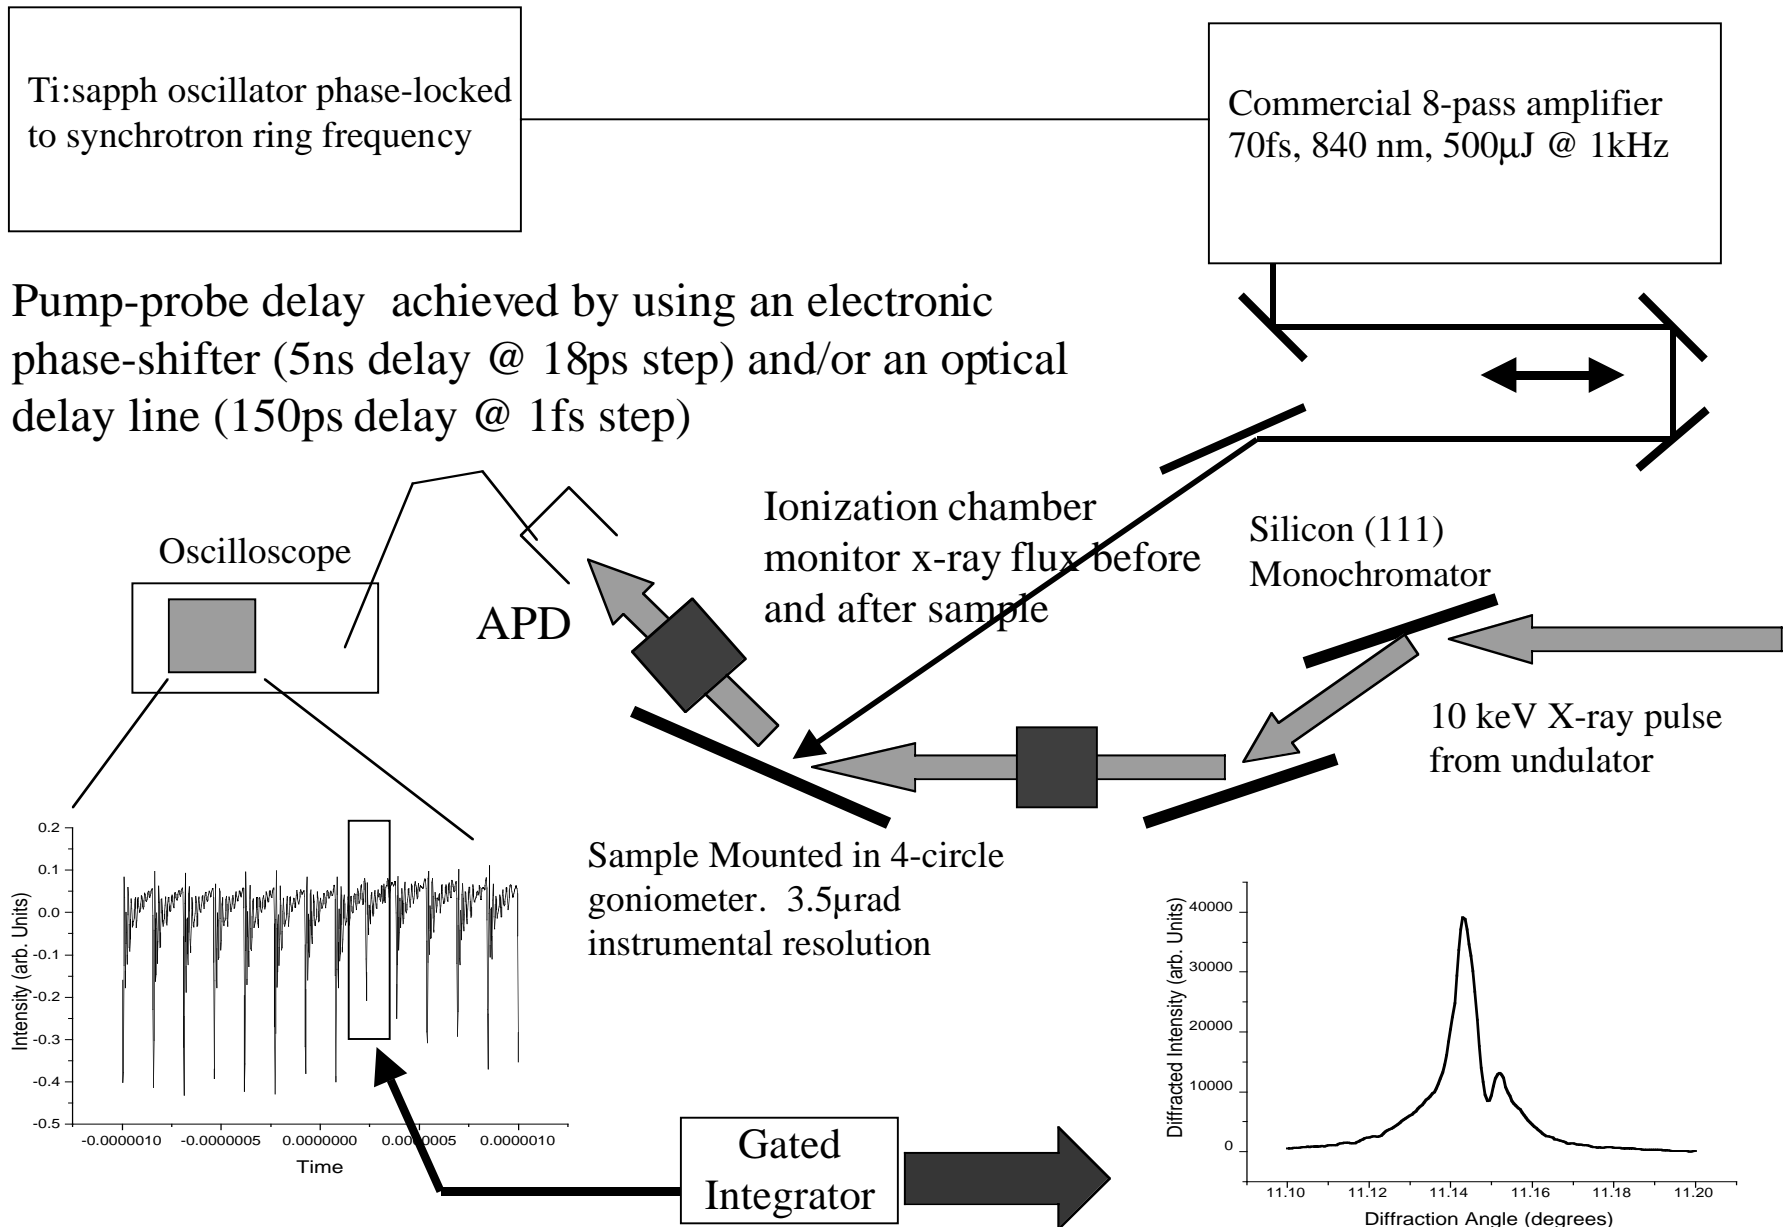 Ti:sapph oscillator phase-locked
to synchrotron ring frequency
Commercial 8-pass amplifier
70fs, 840 nm, 500μJ @ 1kHz
Pump-probe delay achieved by using an electronic
phase-shifter (5ns delay @ 18ps step) and/or an optical
delay line (150ps delay @ 1fs step)
Oscilloscope
APD
Ionization chamber
monitor x-ray flux before
and after sample
Silicon (111)
Monochromator
10 keV X-ray pulse
from undulator
Sample Mounted in 4-circle
goniometer. 3.5μrad
instrumental resolution
Intensity (arb. Units)
0.2
0.1
0.0
-0.1
-0.2
-0.3
-0.4
-0.5
-0.0000010
-0.0000005
0.0000000
0.0000005
0.0000010
Time
Gated
Integrator
Diffracted Intensity (arb. Units)
40000
30000
20000
10000
0
11.10
11.12
11.14
11.16
11.18
11.20
Diffraction Angle (degrees)